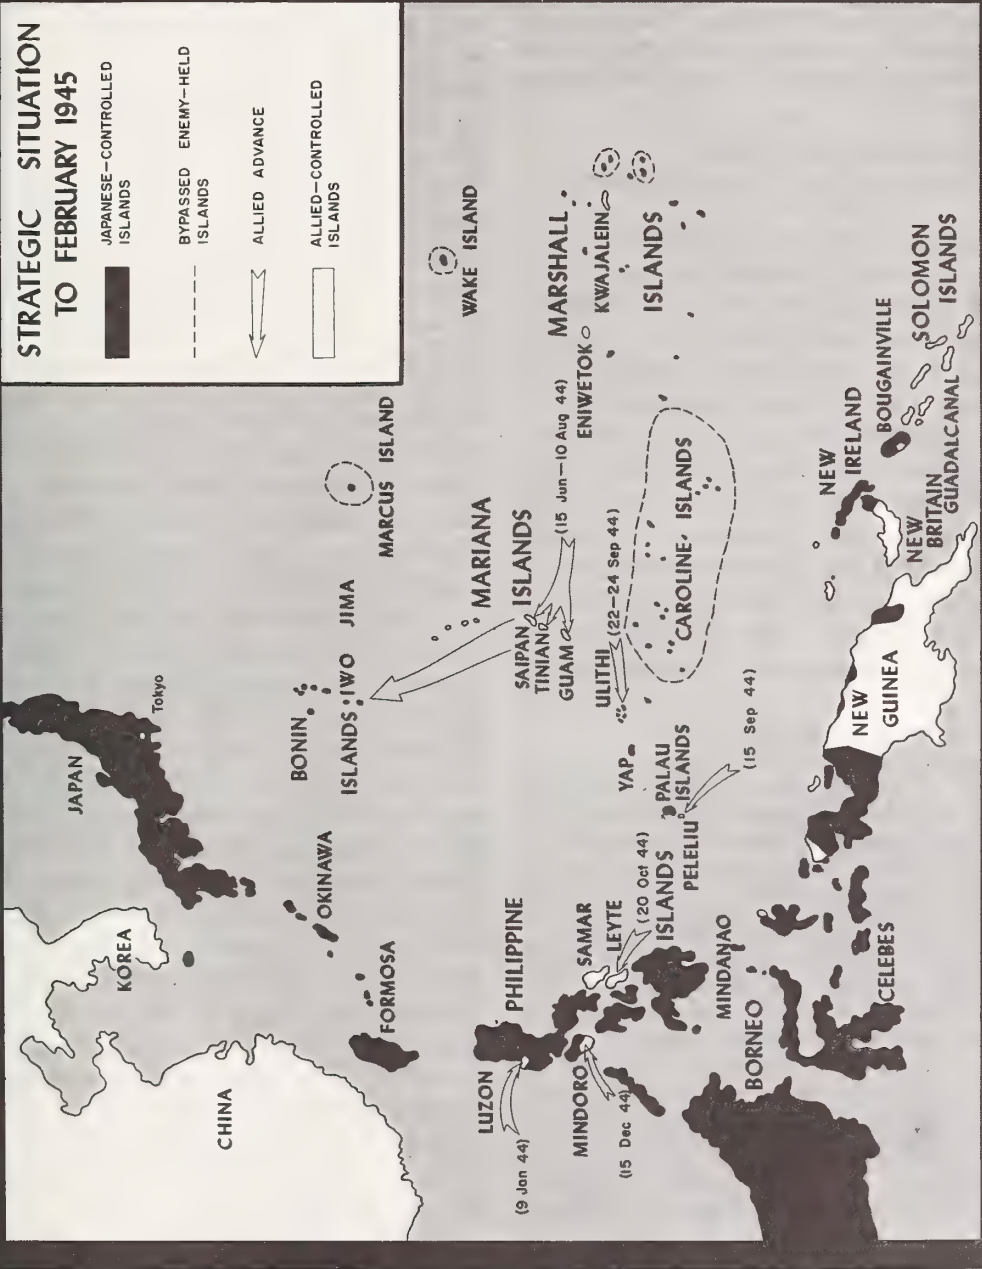 STRATEGIC SITUATION
TO FEBRUARY 1945
JAPANESE-CONTROLLED
ISLANDS
BYPASSED ENEMY-HELD
ISLANDS
ALLIED ADVANCE
ALLIED-CONTROLLED
ISLANDS
JAPAN
Tokyo
KOREA
CHINA
OKINAWA
FORMOSA
BONIN
ISLANDS
IWO JIMA
MARCUS ISLAND
WAKE ISLAND
MARIANA
ISLANDS
SAIPAN
TINIAN
GUAM
(15 Jun-10 Aug 44)
ENIWETOK
MARSHALL
KWAJALEIN
ISLANDS
ULITHI
(22-24 Sep 44)
CAROLINE ISLANDS
YAP
PALAU
ISLANDS
PELELIU
(15 Sep 44)
PHILIPPINE
ISLANDS
LUZON
(9 Jan 44)
MINDORO
(15 Dec 44)
SAMAR
LEYTE
(20 Oct 44)
MINDANAO
BORNEO
CELEBES
NEW
GUINEA
NEW
IRELAND
NEW
BRITAIN
BOUGAINVILLE
SOLOMON
ISLANDS
GUADALCANAL